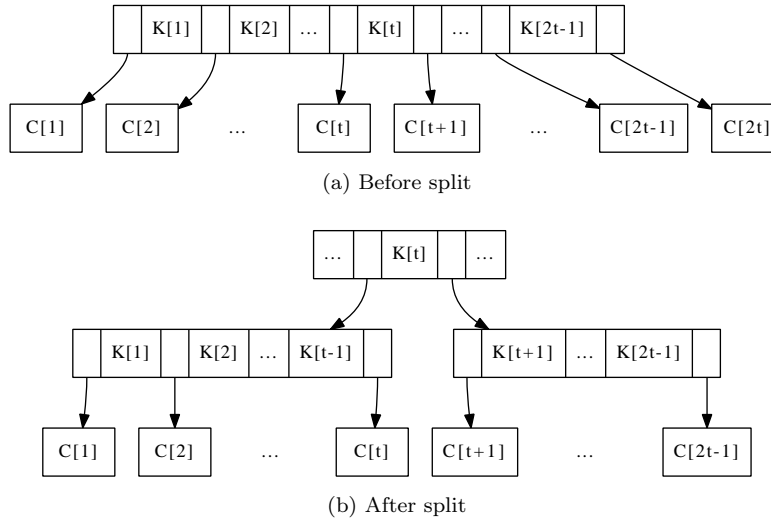 K[1] K[2] ... K[t] ... K[2t-1]
C[1] C[2] ... C[t] C[t+1] ... C[2t-1] C[2t]
(a) Before split
... K[t] ...
K[1] K[2] ... K[t-1] K[t+1] ... K[2t-1]
C[1] C[2] ... C[t] C[t+1] ... C[2t-1]
(b) After split